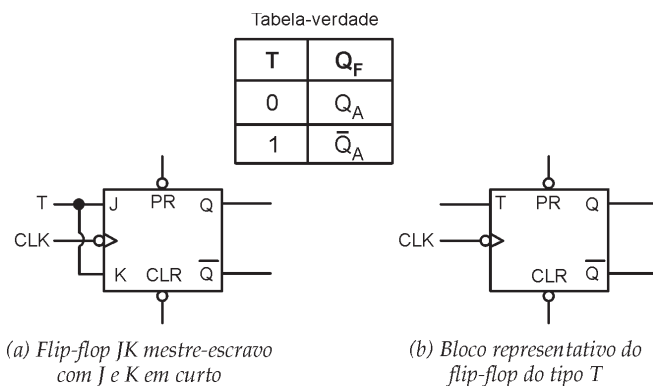 Tabela-verdade
T Q_F
0 Q_A
1 Q̅_A
T J PR Q
CLK
K CLR Q̅
(a) Flip-flop JK mestre-escravo
com J e K em curto
T PR Q
CLK
CLR Q̅
(b) Bloco representativo do
flip-flop do tipo T